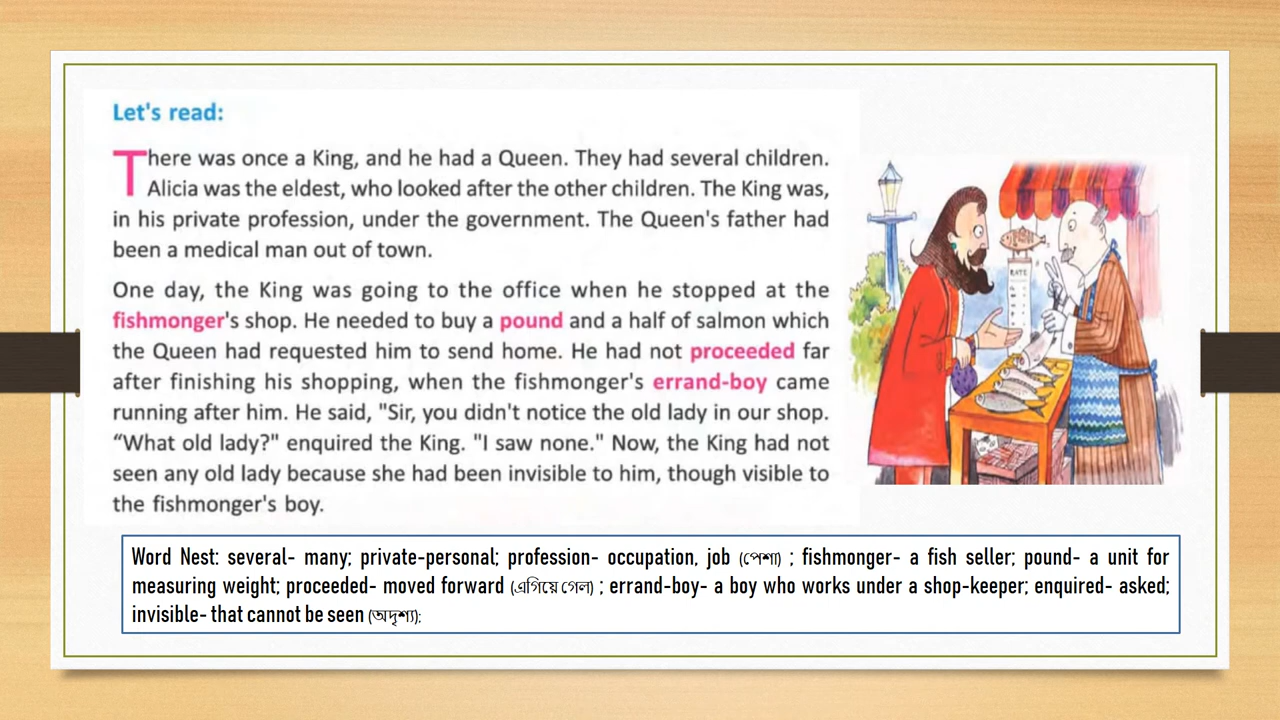 Let's read:
There was once a King, and he had a Queen. They had several children.
Alicia was the eldest, who looked after the other children. The King was,
in his private profession, under the government. The Queen's father had
been a medical man out of town.
One day, the King was going to the office when he stopped at the
fishmonger's shop. He needed to buy a pound and a half of salmon which
the Queen had requested him to send home. He had not proceeded far
after finishing his shopping, when the fishmonger's errand-boy came
running after him. He said, "Sir, you didn't notice the old lady in our shop.
“What old lady?" enquired the King. "I saw none." Now, the King had not
seen any old lady because she had been invisible to him, though visible to
the fishmonger's boy.
RATE
Word Nest: several- many; private-personal; profession- occupation, job (পেশা) ; fishmonger- a fish seller; pound- a unit for
measuring weight; proceeded- moved forward (এগিয়ে গেল) ; errand-boy- a boy who works under a shop-keeper; enquired- asked;
invisible- that cannot be seen (অদৃশ্য);